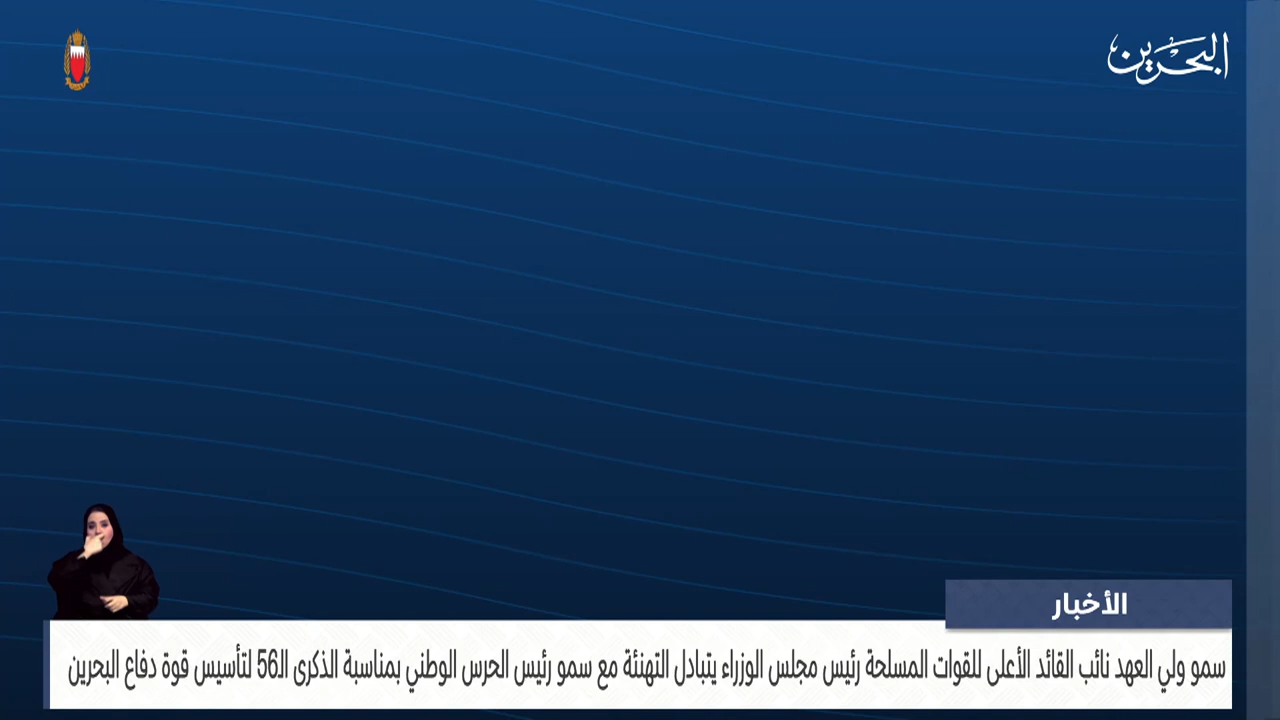 البحرين
الأخبار
سمو ولي العهد نائب القائد الأعلى للقوات المسلحة رئيس مجلس الوزراء يتبادل التهنئة مع سمو رئيس الحرس الوطني بمناسبة الذكرى الـ56 لتأسيس قوة دفاع البحرين